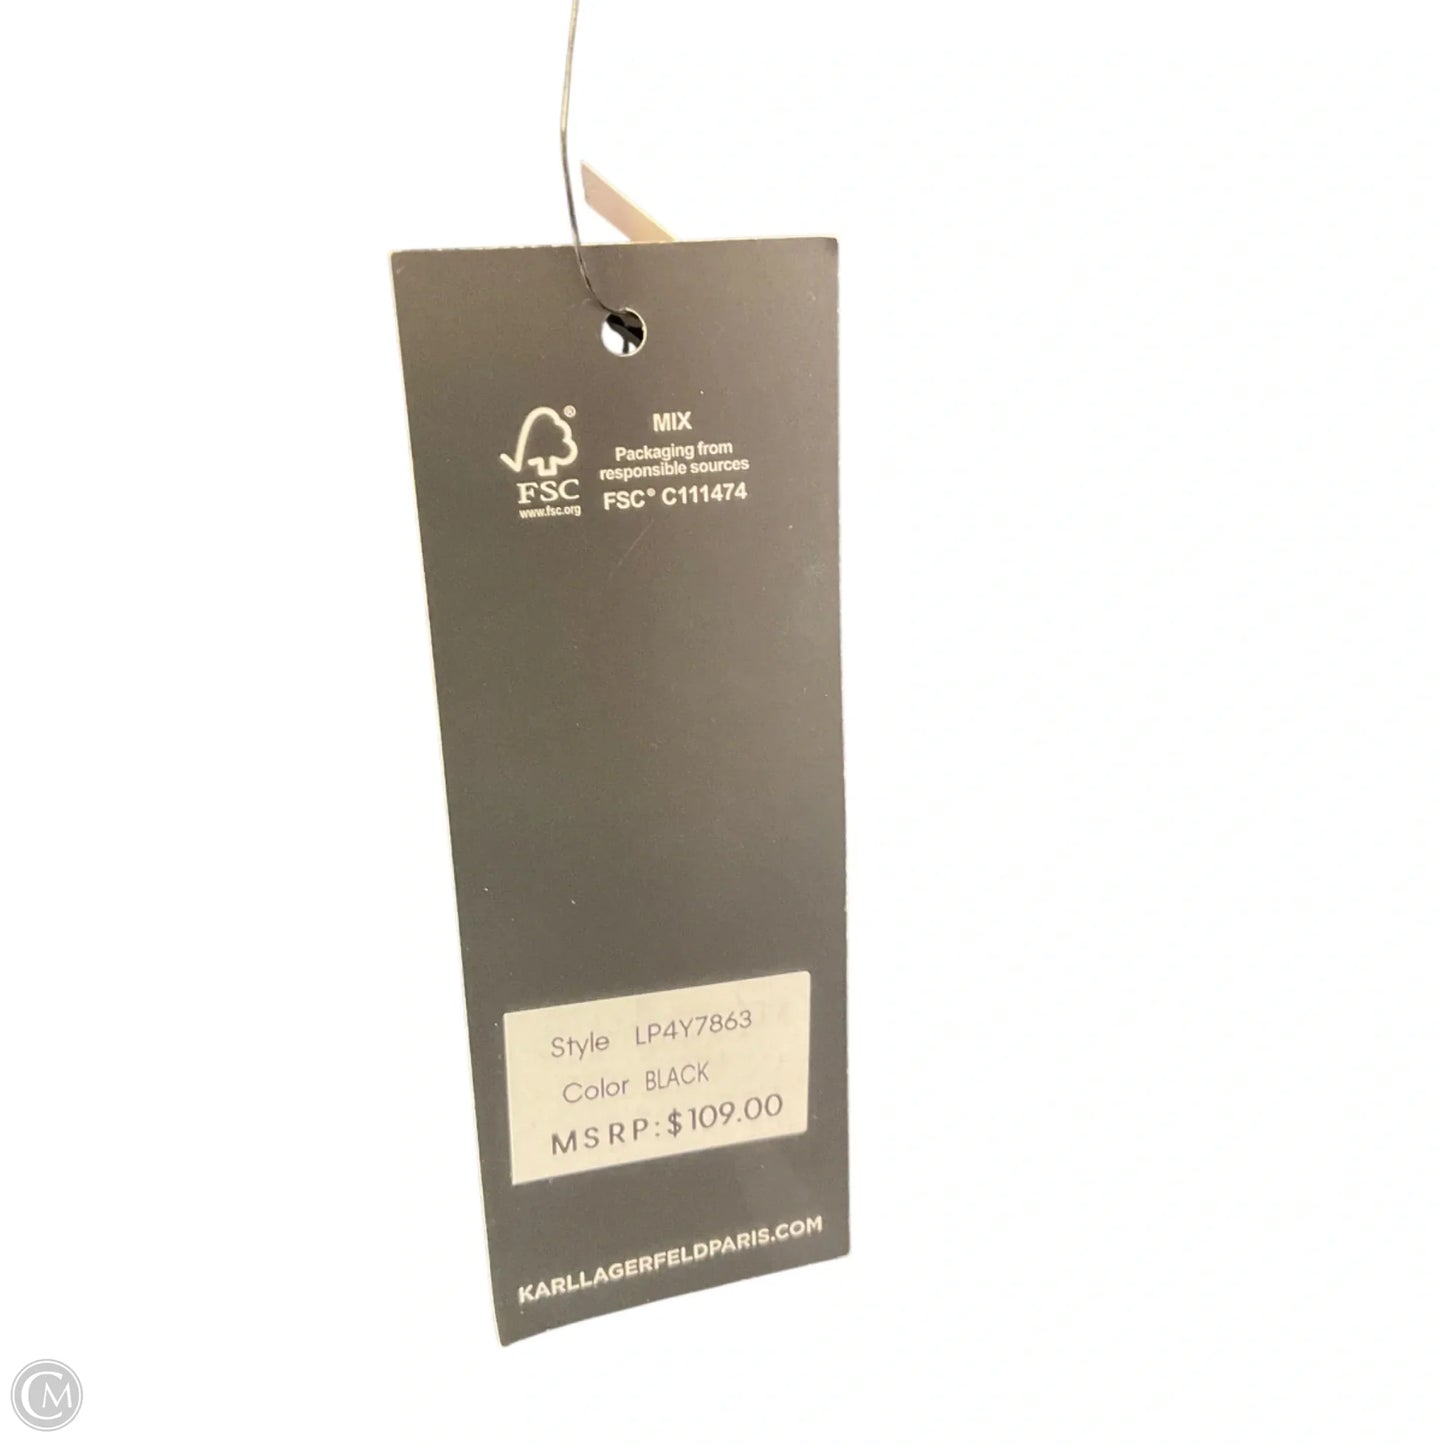 MIX
Packaging from
responsible sources
FSC® C111474
®
FSC
www.fsc.org
Style LP4Y7863
Color BLACK
MSRP:$109.00
KARLLAGERFELDPARIS.COM
CM